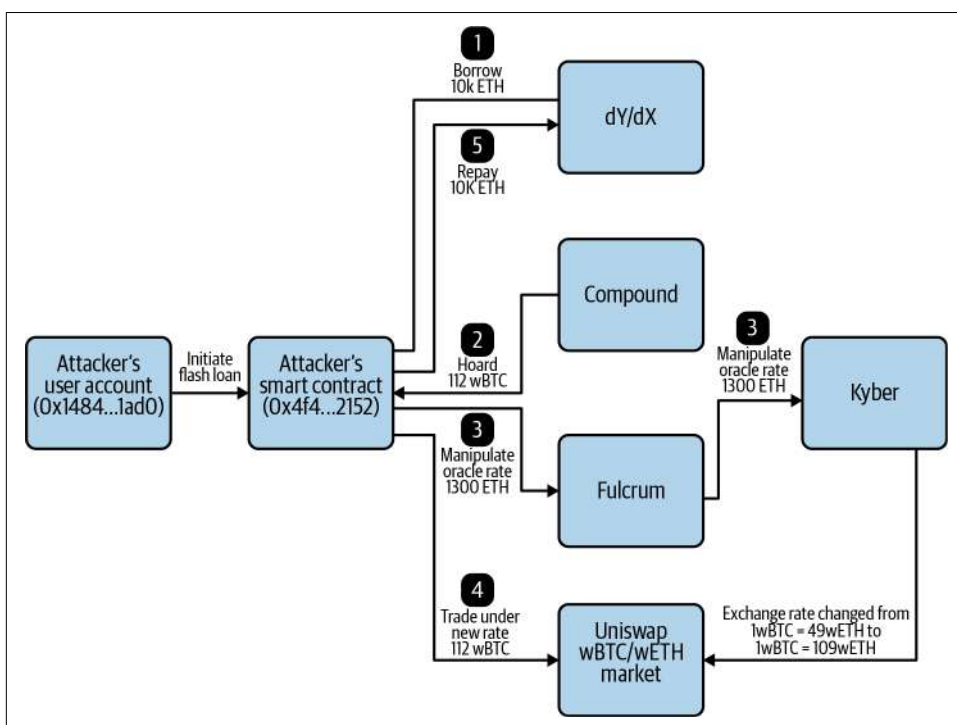 1
Borrow
10k ETH
dY/dX
5
Repay
10K ETH
Compound
2
Hoard
112 wBTC
3
Manipulate
oracle rate
1300 ETH
Kyber
Attacker's
user account
(0x1484...1ad0)
Initiate
flash loan
Attacker's
smart contract
(0x4f4...2152)
3
Manipulate
oracle rate
1300 ETH
Fulcrum
4
Trade under
new rate
112 wBTC
Uniswap
wBTC/wETH
market
Exchange rate changed from
1wBTC = 49wETH to
1wBTC = 109wETH